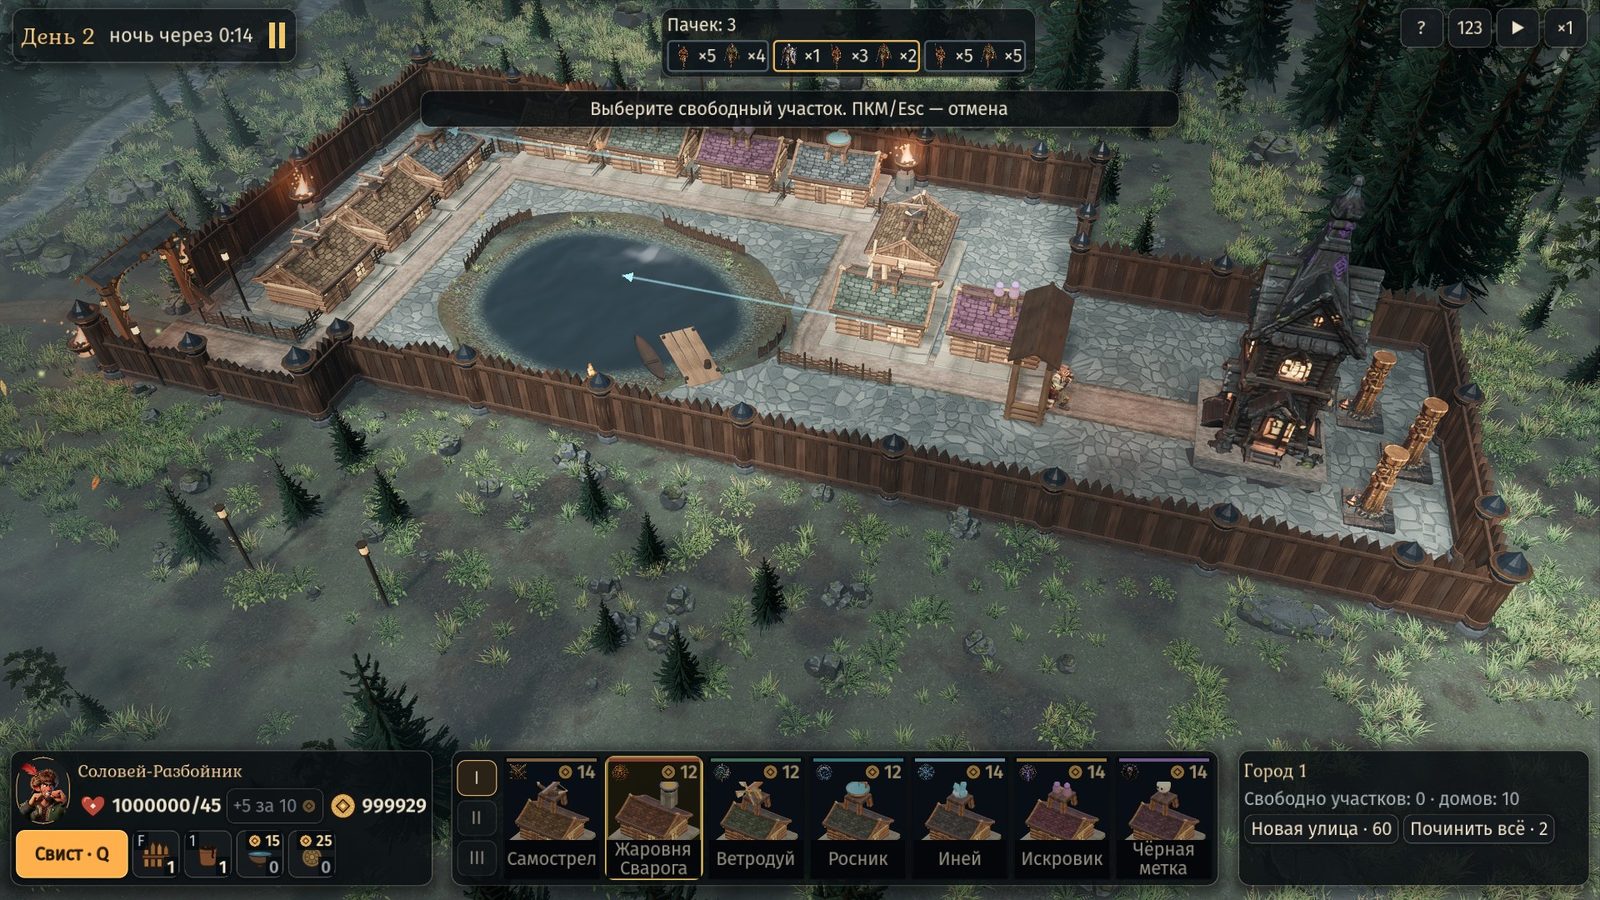 День 2 ночь через 0:14
Пачек: 3
×5 ×4 ×1 ×3 ×2 ×5 ×5
? 123 ×1
Выберите свободный участок. ПКМ/Esc — отмена
Соловей-Разбойник
1000000/45 +5 за 10 999929
Свист · Q
F 1
1 1
15 0
25 0
I
II
III
14 Самострел
12 Жаровня
Сварога
12 Ветродуй
12 Росник
14 Иней
14 Искровик
14 Чёрная
метка
Город 1
Свободно участков: 0 · домов: 10
Новая улица · 60 Починить всё · 2